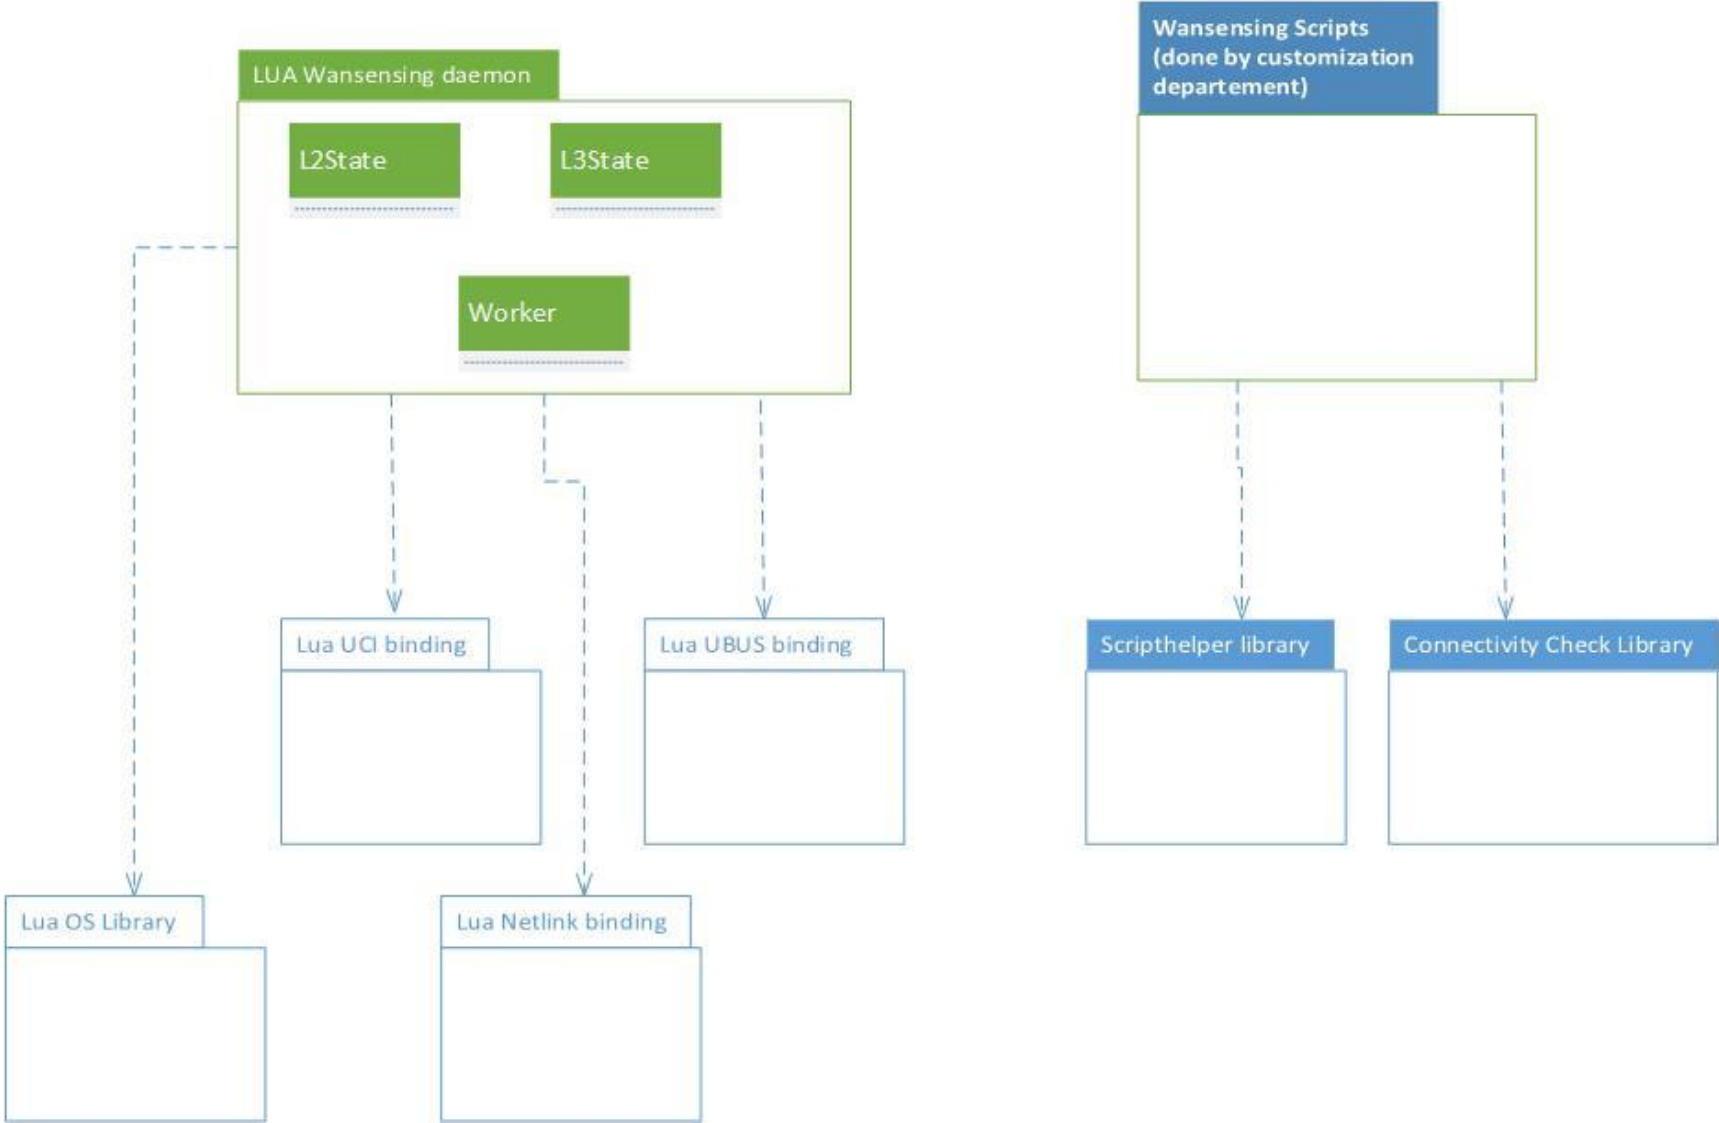 LUA Wansensing daemon
L2State
L3State
Worker
Wansensing Scripts
(done by customization
departement)
Lua UCI binding
Lua UBUS binding
Scripthelper library
Connectivity Check Library
Lua OS Library
Lua Netlink binding